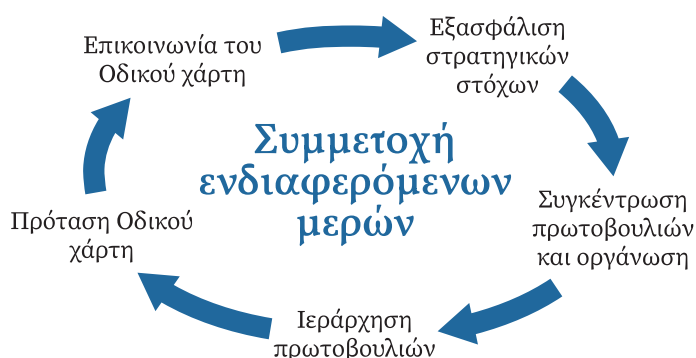 Επικοινωνία του
Οδικού χάρτη
Εξασφάλιση
στρατηγικών
στόχων
Συμμετοχή
ενδιαφερόμενων
μερών
Συγκέντρωση
πρωτοβουλιών
και οργάνωση
Πρόταση Οδικού
χάρτη
Ιεράρχηση
πρωτοβουλιών